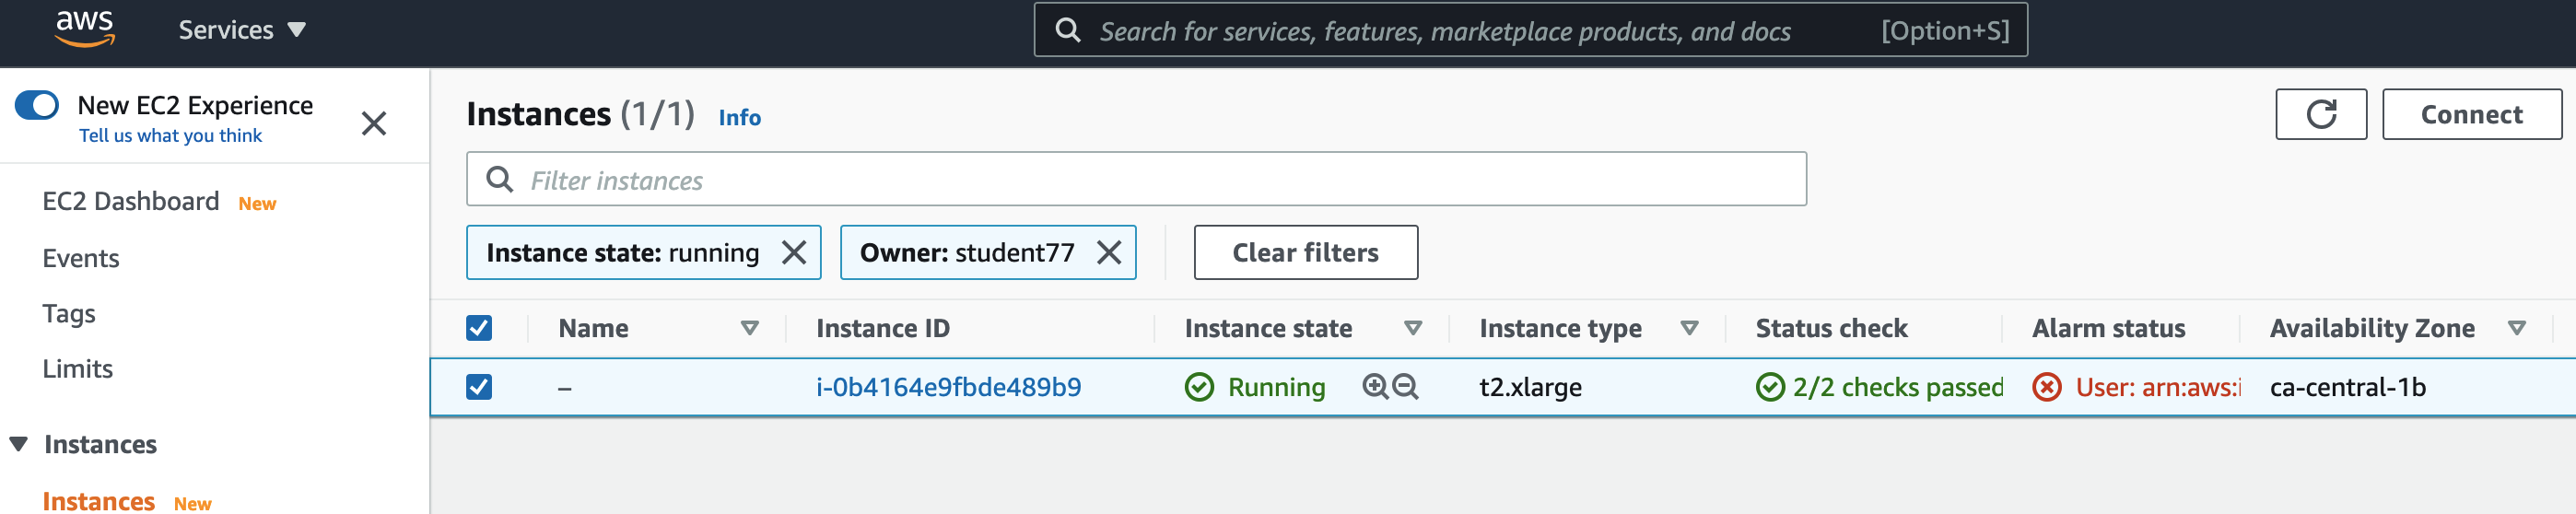 aws
Services
Search for services, features, marketplace products, and docs [Option+S]
New EC2 Experience
Tell us what you think
EC2 Dashboard New
Events
Tags
Limits
Instances
Instances New
Instances (1/1) Info
Connect
Filter instances
Instance state: running
Owner: student77
Clear filters
Name Instance ID Instance state Instance type Status check Alarm status Availability Zone
– i-0b4164e9fbde489b9 Running t2.xlarge 2/2 checks passed User: arn:aws:i ca-central-1b